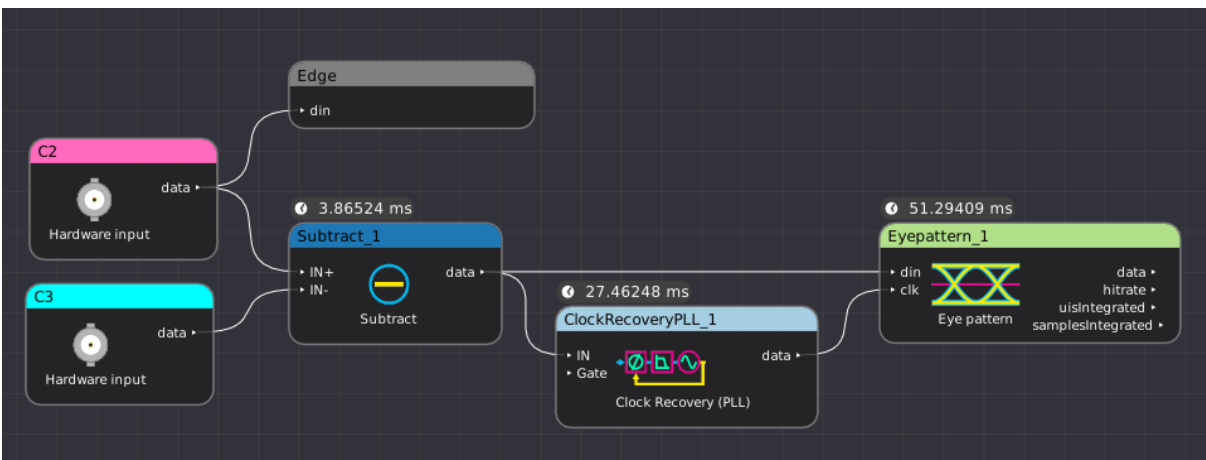 Edge
din
C2
data
Hardware input
3.86524 ms
Subtract_1
IN+
IN-
data
Subtract
C3
data
Hardware input
27.46248 ms
ClockRecoveryPLL_1
IN
Gate
data
Clock Recovery (PLL)
51.29409 ms
Eyepattern_1
din
clk
Eye pattern
data
hitrate
uisIntegrated
samplesIntegrated